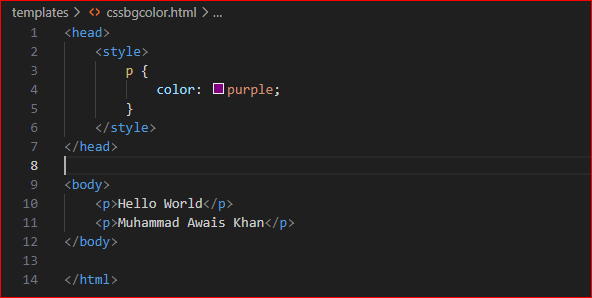 templates > cssbgcolor.html > ...
1 <head>
2     <style>
3         p {
4             color: purple;
5         }
6     </style>
7 </head>
8
9 <body>
10     <p>Hello World</p>
11     <p>Muhammad Awais Khan</p>
12 </body>
13
14 </html>